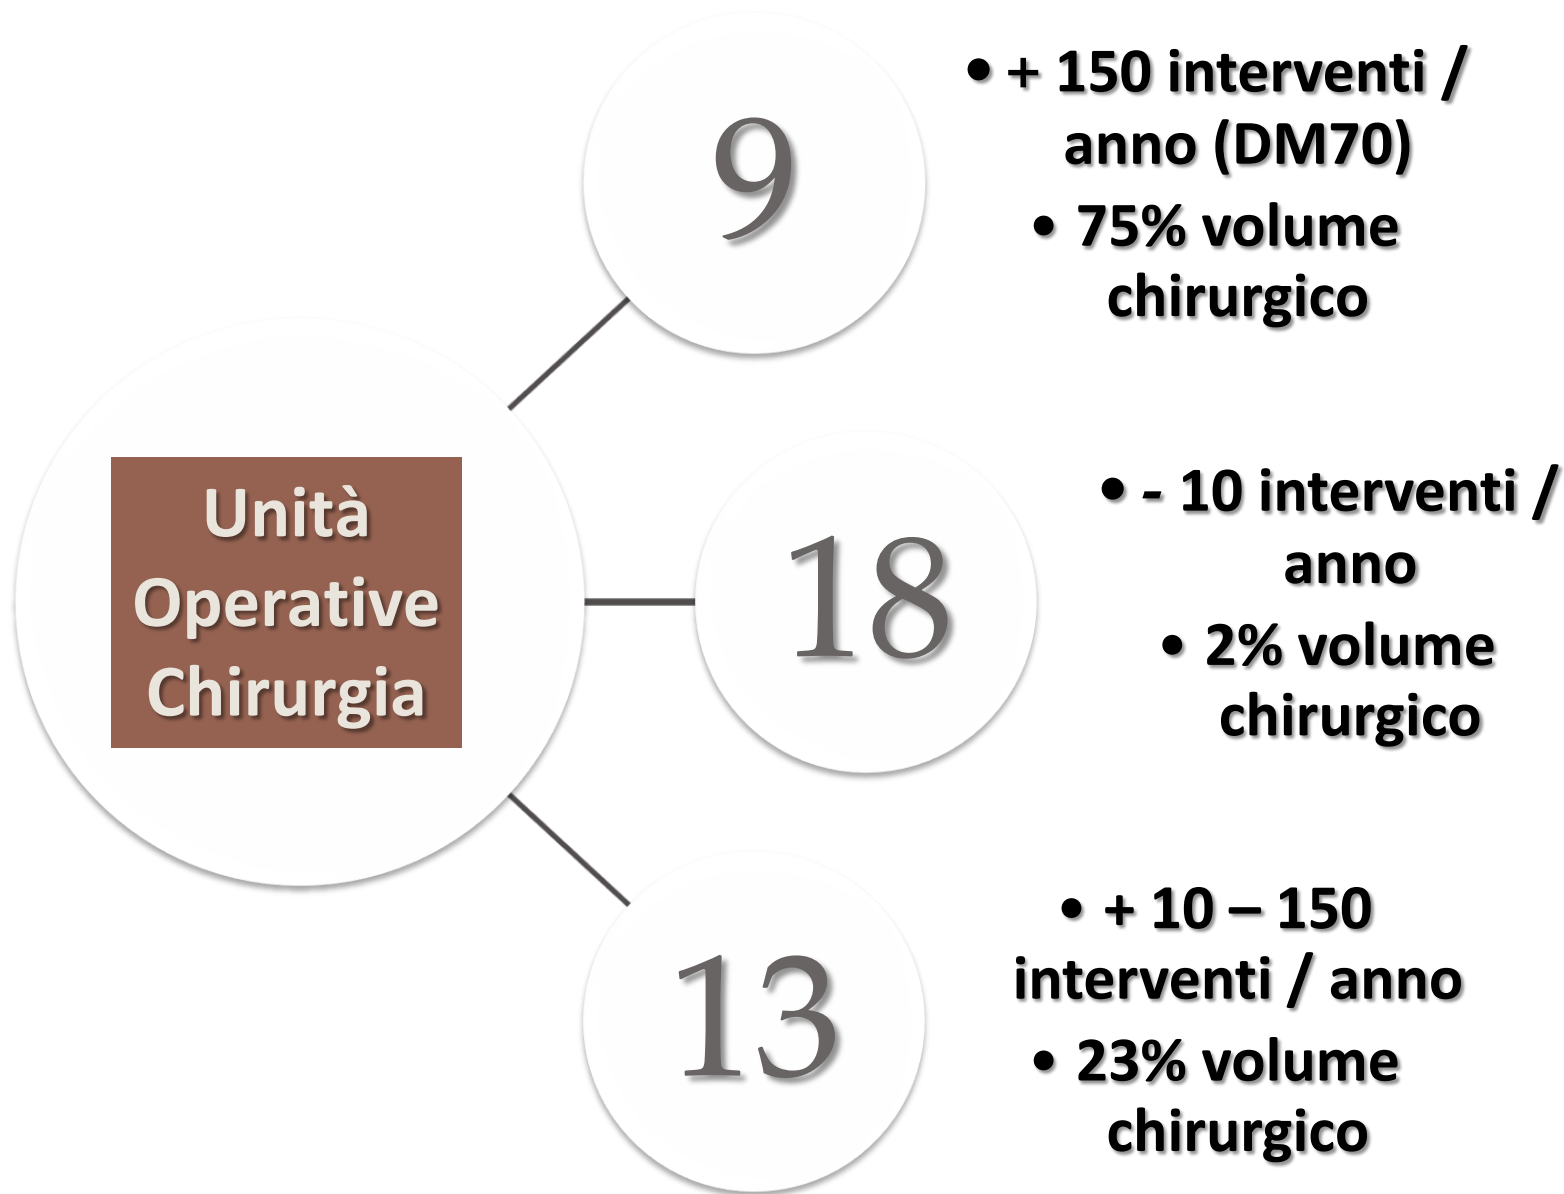 Unità
Operative
Chirurgia
9
• + 150 interventi /
anno (DM70)
• 75% volume
chirurgico
18
• - 10 interventi /
anno
• 2% volume
chirurgico
13
• + 10 – 150
interventi / anno
• 23% volume
chirurgico